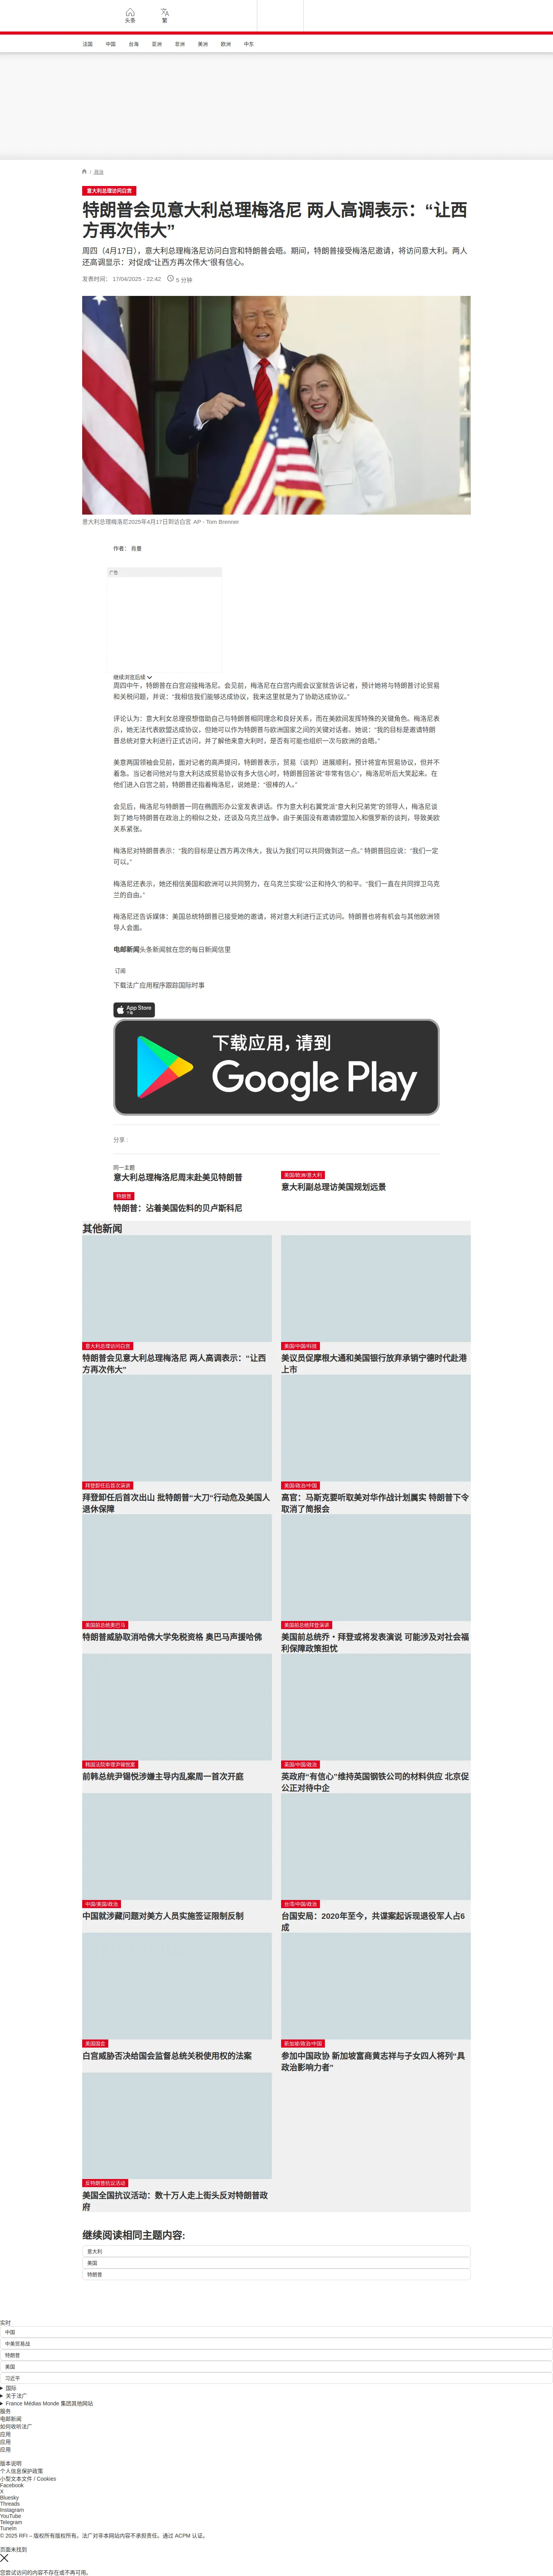 头条
繁
法国 中国 台海 亚洲 非洲 美洲 欧洲 中东
/ 政治
意大利总理访问白宫
特朗普会见意大利总理梅洛尼 两人高调表示：“让西
方再次伟大”
周四（4月17日），意大利总理梅洛尼访问白宫和特朗普会晤。期间，特朗普接受梅洛尼邀请，将访问意大利。两人
还高调显示：对促成“让西方再次伟大”很有信心。
发表时间： 17/04/2025 - 22:42 5 分钟
意大利总理梅洛尼2025年4月17日到访白宫 AP - Tom Brenner
作者： 肖曼
广告
继续浏览后续
周四中午，特朗普在白宫迎接梅洛尼。会见前，梅洛尼在白宫内阁会议室就告诉记者，预计她将与特朗普讨论贸易
和关税问题，并说：“我相信我们能够达成协议，我来这里就是为了协助达成协议。”
评论认为：意大利女总理很想借助自己与特朗普相同理念和良好关系，而在美欧间发挥特殊的关键角色。梅洛尼表
示，她无法代表欧盟达成协议，但她可以作为特朗普与欧洲国家之间的关键对话者。她说：“我的目标是邀请特朗
普总统对意大利进行正式访问，并了解他来意大利时，是否有可能也组织一次与欧洲的会晤。”
美意两国领袖会见前，面对记者的高声提问，特朗普表示，贸易（谈判）进展顺利，预计将宣布贸易协议，但并不
着急。当记者问他对与意大利达成贸易协议有多大信心时，特朗普回答说“非常有信心”，梅洛尼听后大笑起来。在
他们进入白宫之前，特朗普还指着梅洛尼，说她是：“很棒的人。”
会见后，梅洛尼与特朗普一同在椭圆形办公室发表讲话。作为意大利右翼党派“意大利兄弟党”的领导人，梅洛尼谈
到了她与特朗普在政治上的相似之处，还谈及乌克兰战争。由于美国没有邀请欧盟加入和俄罗斯的谈判，导致美欧
关系紧张。
梅洛尼对特朗普表示：“我的目标是让西方再次伟大，我认为我们可以共同做到这一点。” 特朗普回应说：“我们一定
可以。”
梅洛尼还表示，她还相信美国和欧洲可以共同努力，在乌克兰实现“公正和持久”的和平。“我们一直在共同捍卫乌克
兰的自由。”
梅洛尼还告诉媒体：美国总统特朗普已接受她的邀请，将对意大利进行正式访问。特朗普也将有机会与其他欧洲领
导人会面。
电邮新闻头条新闻就在您的每日新闻信里
订阅
下载法广应用程序跟踪国际时事
App Store
下载
下载应用，请到
Google Play
分享 :
同一主题
意大利总理梅洛尼周末赴美见特朗普
美国/欧洲/意大利
意大利副总理访美国规划远景
特朗普
特朗普：沾着美国佐料的贝卢斯科尼
其他新闻
意大利总理访问白宫
特朗普会见意大利总理梅洛尼 两人高调表示：“让西
方再次伟大”
美国/中国/科技
美议员促摩根大通和美国银行放弃承销宁德时代赴港
上市
拜登卸任后首次演讲
拜登卸任后首次出山 批特朗普“大刀”行动危及美国人
退休保障
美国/政治/中国
高官：马斯克要听取美对华作战计划属实 特朗普下令
取消了简报会
美国前总统奥巴马
特朗普威胁取消哈佛大学免税资格 奥巴马声援哈佛
美国前总统拜登演讲
美国前总统乔・拜登或将发表演说 可能涉及对社会福
利保障政策担忧
韩国法院审理尹锡悦案
前韩总统尹锡悦涉嫌主导内乱案周一首次开庭
英国/中国/政治
英政府“有信心”维持英国钢铁公司的材料供应 北京促
公正对待中企
中国/美国/政治
中国就涉藏问题对美方人员实施签证限制反制
台湾/中国/政治
台国安局：2020年至今，共谍案起诉现退役军人占6
成
美国国会
白宫威胁否决给国会监督总统关税使用权的法案
新加坡/政治/中国
参加中国政协 新加坡富商黄志祥与子女四人将列“具
政治影响力者”
反特朗普抗议活动
美国全国抗议活动：数十万人走上街头反对特朗普政
府
继续阅读相同主题内容:
意大利
美国
特朗普
实时
中国
中美贸易战
特朗普
美国
习近平
国际
关于法广
France Médias Monde 集团其他网站
服务
电邮新闻
如何收听法广
应用
应用
应用
版本说明
个人信息保护政策
小型文本文件 / Cookies
Facebook
X
Bluesky
Threads
Instagram
YouTube
Telegram
TuneIn
© 2025 RFI – 版权所有版权所有。法广对非本网站内容不承担责任。通过 ACPM 认证。
页面未找到
您尝试访问的内容不存在或不再可用。